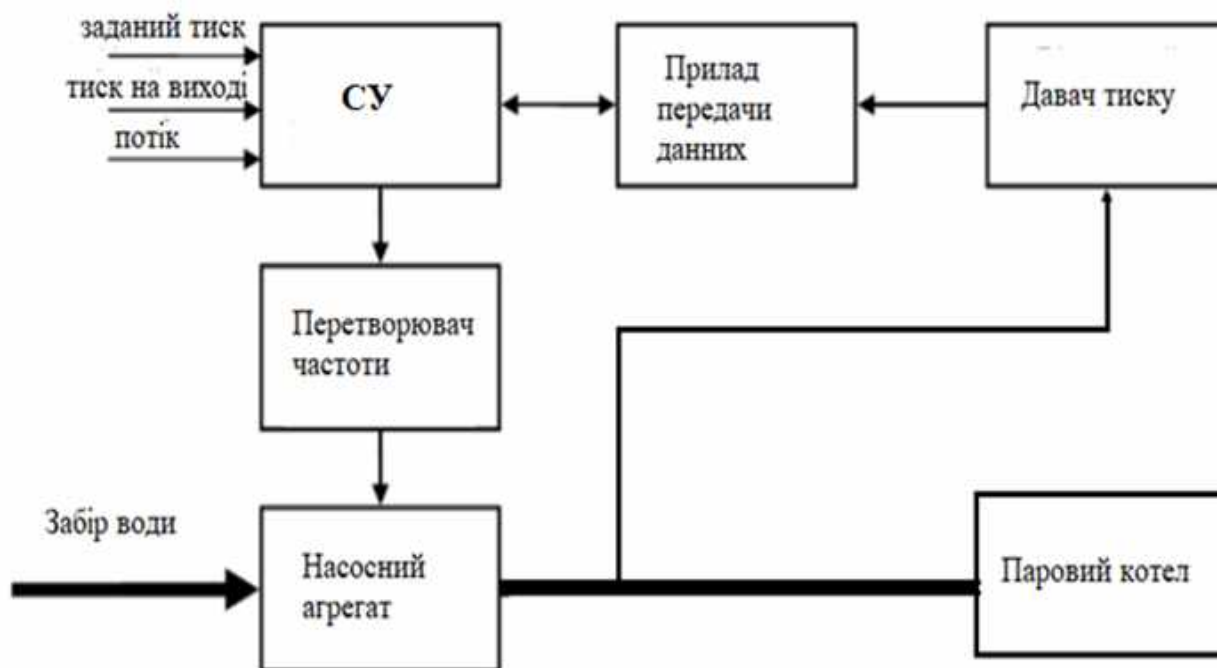 заданий тиск
тиск на виході
потік
СУ
Прилад
передачи
данних
Давач тиску
Перетворювач
частоти
Забір води
Насосний
агрегат
Паровий котел